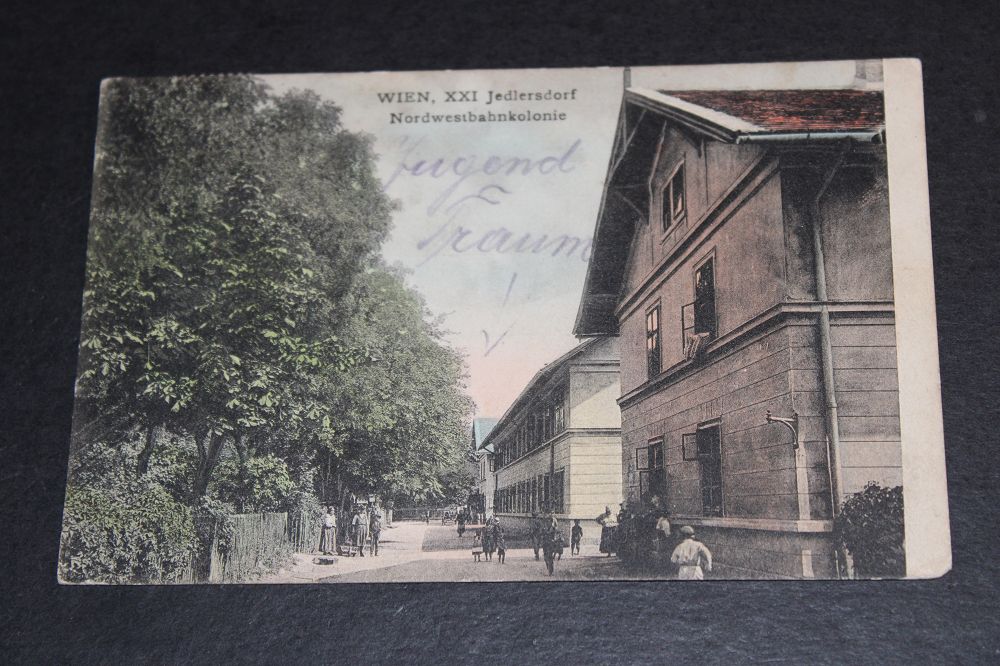 WIEN, XXI Jedlersdorf
Nordwestbahnkolonie
Jugend
Traum
!